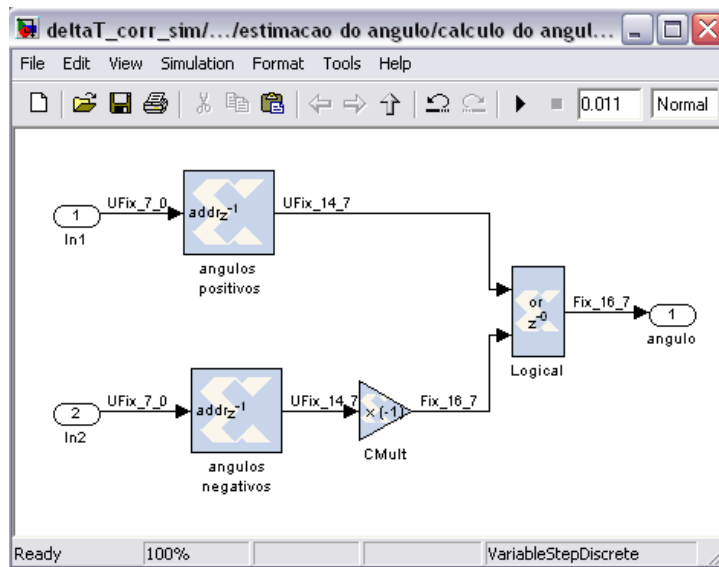 deltaT_corr_sim/.../estimacao do angulo/calculo do angul...
File Edit View Simulation Format Tools Help
0.011 Normal
UFix_7_0 addrz-1 UFix_14_7
1
In1
angulos
positivos
or
z-0
Fix_16_7
1
angulo
Logical
UFix_7_0 addrz-1 UFix_14_7 × (-1) Fix_16_7
2
In2
CMult
angulos
negativos
Ready 100% VariableStepDiscrete